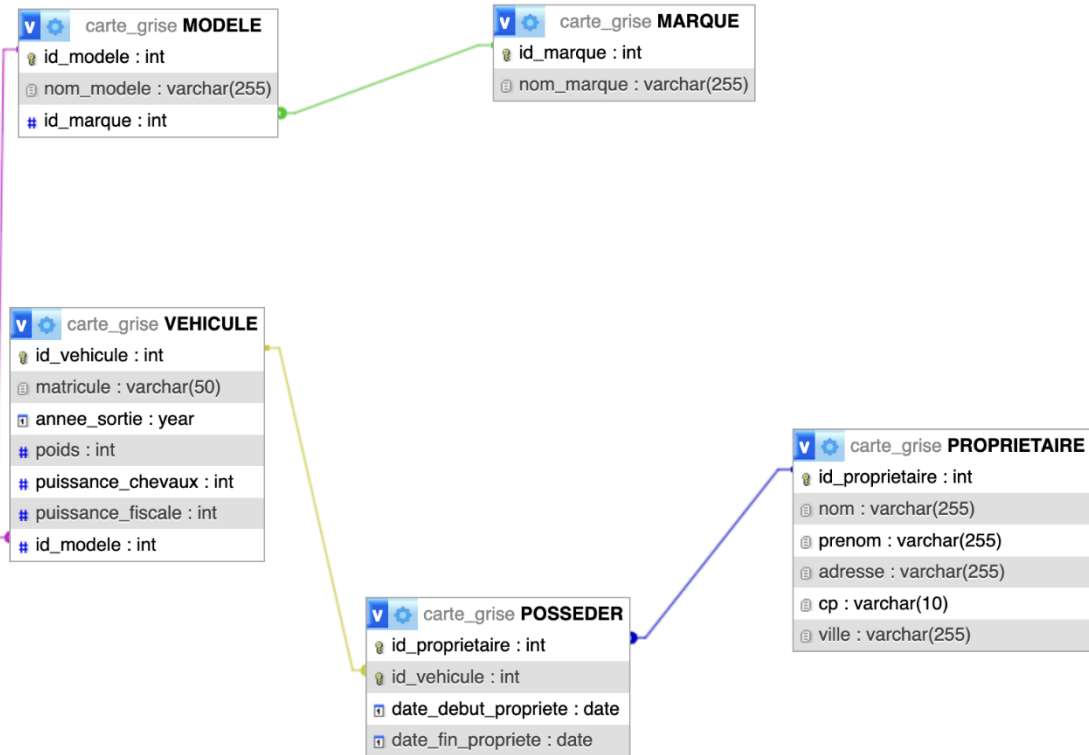 carte_grise MODELE
id_modele : int
nom_modele : varchar(255)
# id_marque : int
carte_grise MARQUE
id_marque : int
nom_marque : varchar(255)
carte_grise VEHICULE
id_vehicule : int
matricule : varchar(50)
annee_sortie : year
# poids : int
# puissance_chevaux : int
# puissance_fiscale : int
# id_modele : int
carte_grise POSSEDER
id_proprietaire : int
id_vehicule : int
date_debut_propriete : date
date_fin_propriete : date
carte_grise PROPRIETAIRE
id_proprietaire : int
nom : varchar(255)
prenom : varchar(255)
adresse : varchar(255)
cp : varchar(10)
ville : varchar(255)